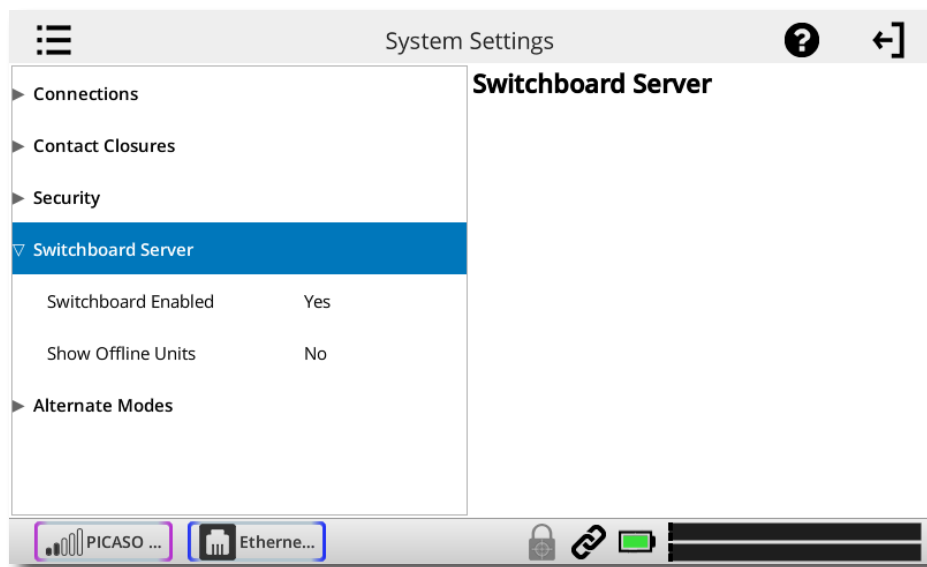 System Settings
?
Connections
Switchboard Server
Contact Closures
Security
Switchboard Server
Switchboard Enabled Yes
Show Offline Units No
Alternate Modes
PICASO ...
Etherne...